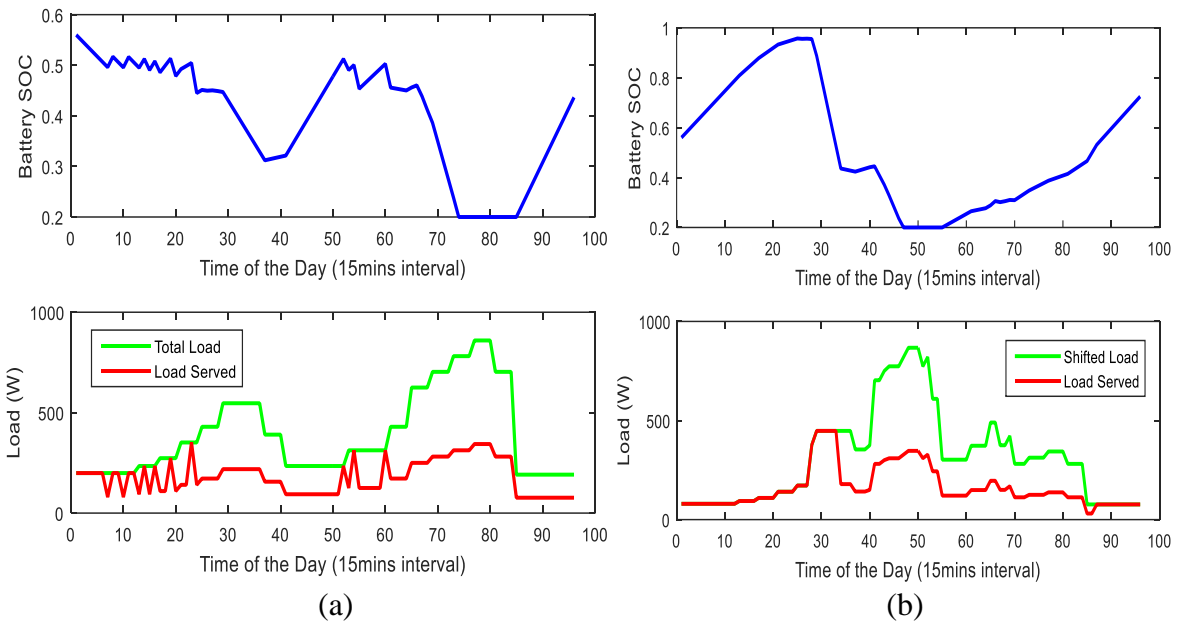 0.6
0.5
0.4
0.3
0.2
Battery SOC
0 10 20 30 40 50 60 70 80 90 100
Time of the Day (15mins interval)
1
0.8
0.6
0.4
0.2
Battery SOC
0 10 20 30 40 50 60 70 80 90 100
Time of the Day (15mins interval)
1000
500
0
Load (W)
Total Load
Load Served
0 10 20 30 40 50 60 70 80 90 100
Time of the Day (15mins interval)
(a)
1000
500
0
Load (W)
Shifted Load
Load Served
0 10 20 30 40 50 60 70 80 90 100
Time of the Day (15mins interval)
(b)